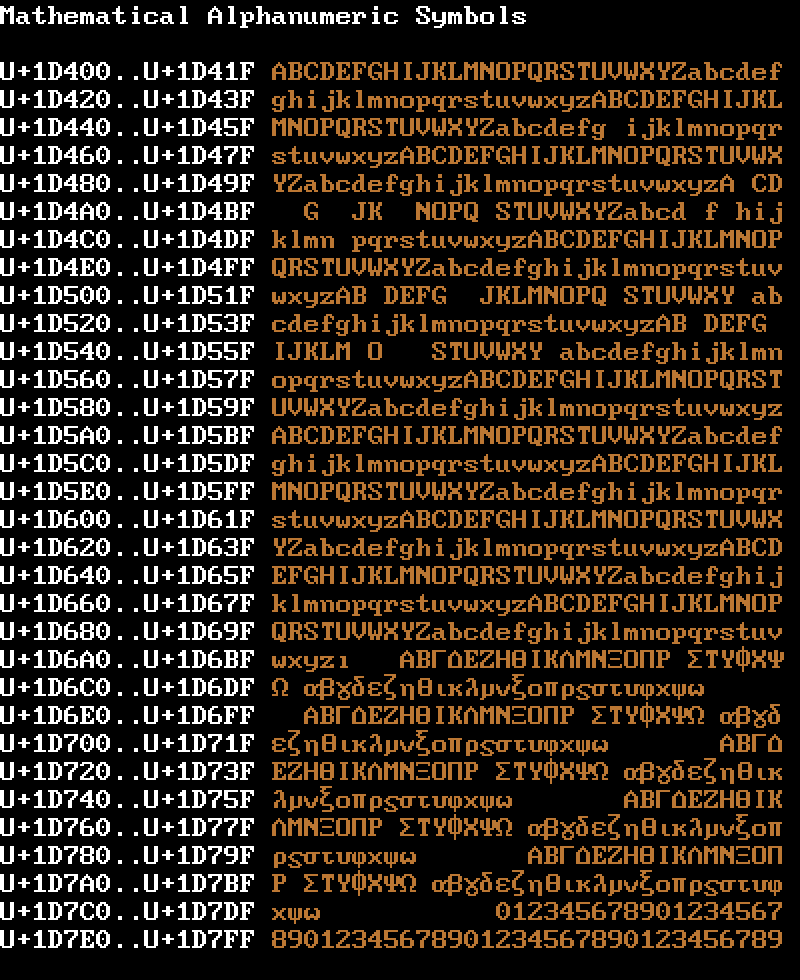 Mathematical Alphanumeric Symbols
U+1D400..U+1D41F ABCDEFGHIJKLMNOPQRSTUVWXYZabcdef
U+1D420..U+1D43F ghijklmnopqrstuvwxyzABCDEFGHIJKL
U+1D440..U+1D45F MNOPQRSTUVWXYZabcdefg ijklmnopqr
U+1D460..U+1D47F stuvwxyzABCDEFGHIJKLMNOPQRSTUVWX
U+1D480..U+1D49F YZabcdefghijklmnopqrstuvwxyzA CD
U+1D4A0..U+1D4BF   G  JK  NOPQ STUVWXYZabcd f hij
U+1D4C0..U+1D4DF klmn pqrstuvwxyzABCDEFGHIJKLMNOP
U+1D4E0..U+1D4FF QRSTUVWXYZabcdefghijklmnopqrstuv
U+1D500..U+1D51F wxyzAB DEFG  JKLMNOPQ STUVWXY ab
U+1D520..U+1D53F cdefghijklmnopqrstuvwxyzAB DEFG
U+1D540..U+1D55F IJKLM O   STUVWXY abcdefghijklmn
U+1D560..U+1D57F opqrstuvwxyzABCDEFGHIJKLMNOPQRST
U+1D580..U+1D59F UVWXYZabcdefghijklmnopqrstuvwxyz
U+1D5A0..U+1D5BF ABCDEFGHIJKLMNOPQRSTUVWXYZabcdef
U+1D5C0..U+1D5DF ghijklmnopqrstuvwxyzABCDEFGHIJKL
U+1D5E0..U+1D5FF MNOPQRSTUVWXYZabcdefghijklmnopqr
U+1D600..U+1D61F stuvwxyzABCDEFGHIJKLMNOPQRSTUVWX
U+1D620..U+1D63F YZabcdefghijklmnopqrstuvwxyzABCD
U+1D640..U+1D65F EFGHIJKLMNOPQRSTUVWXYZabcdefghij
U+1D660..U+1D67F klmnopqrstuvwxyzABCDEFGHIJKLMNOP
U+1D680..U+1D69F QRSTUVWXYZabcdefghijklmnopqrstuv
U+1D6A0..U+1D6BF wxyzı   ΑΒΓΔΕΖΗΘΙΚΛΜΝΞΟΠΡ ΣΤΥΦΧΨ
U+1D6C0..U+1D6DF Ω αβγδεζηθικλμνξοπρςστυφχψω
U+1D6E0..U+1D6FF   ΑΒΓΔΕΖΗΘΙΚΛΜΝΞΟΠΡ ΣΤΥΦΧΨΩ αβγδ
U+1D700..U+1D71F εζηθικλμνξοπρςστυφχψω       ΑΒΓΔ
U+1D720..U+1D73F ΕΖΗΘΙΚΛΜΝΞΟΠΡ ΣΤΥΦΧΨΩ αβγδεζηθικ
U+1D740..U+1D75F λμνξοπρςστυφχψω       ΑΒΓΔΕΖΗΘΙΚ
U+1D760..U+1D77F ΛΜΝΞΟΠΡ ΣΤΥΦΧΨΩ αβγδεζηθικλμνξοπ
U+1D780..U+1D79F ρςστυφχψω       ΑΒΓΔΕΖΗΘΙΚΛΜΝΞΟΠ
U+1D7A0..U+1D7BF Ρ ΣΤΥΦΧΨΩ αβγδεζηθικλμνξοπρςστυφ
U+1D7C0..U+1D7DF χψω           012345678901234567
U+1D7E0..U+1D7FF 89012345678901234567890123456789